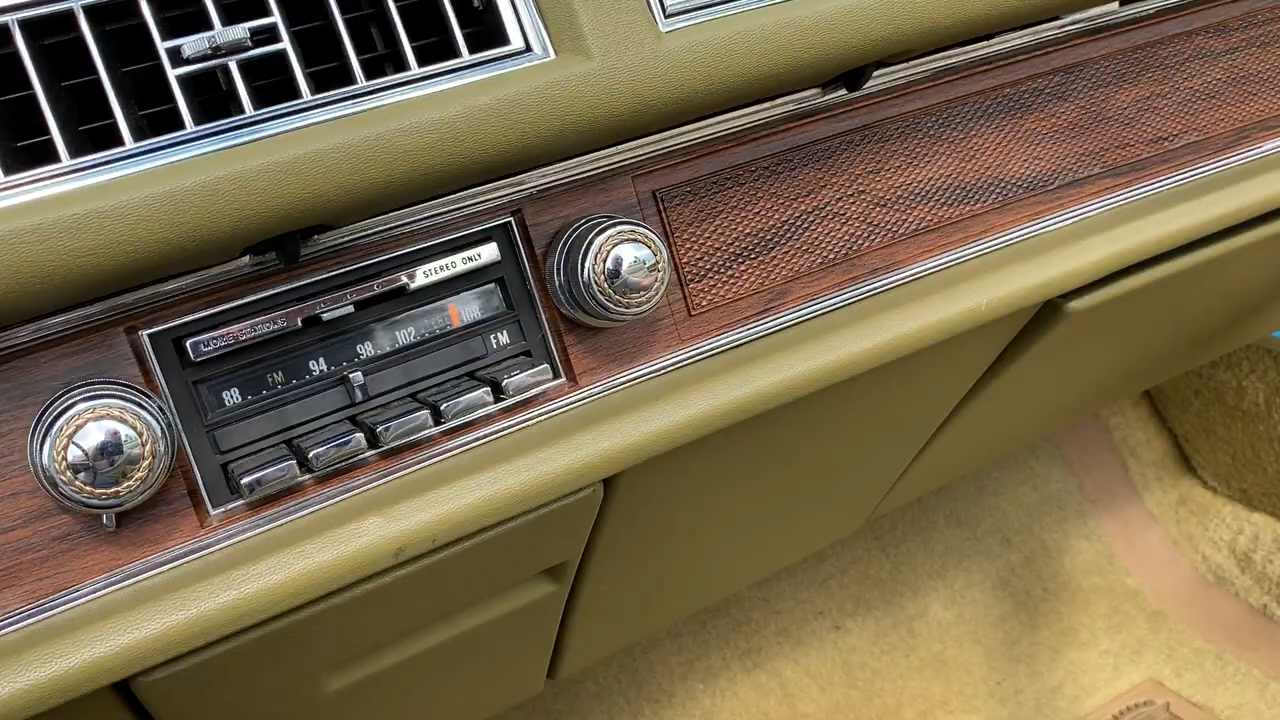 STEREO ONLY
MORE STATIONS
88 FM 94 98 102 108
FM